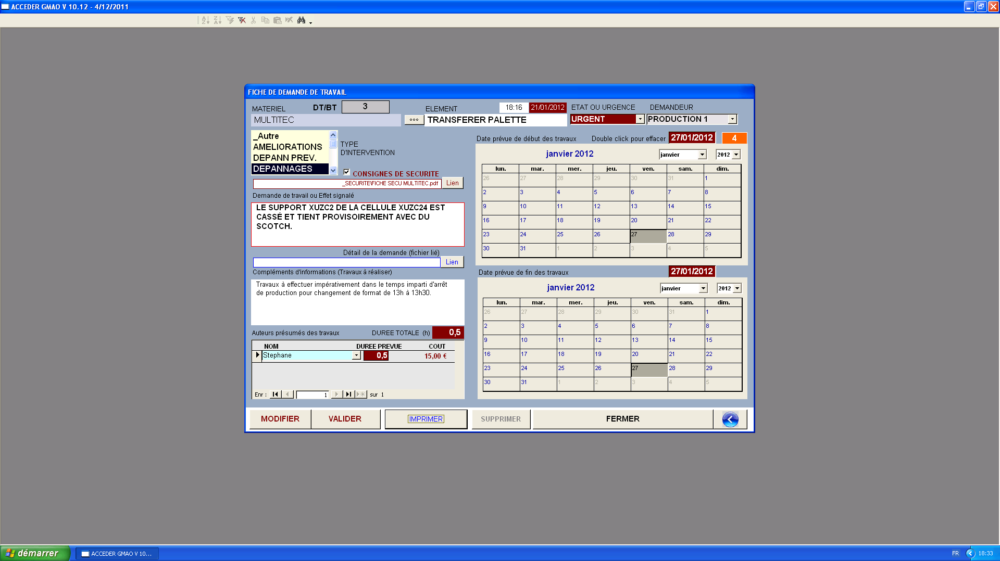 ACCEDER GMAO V 10.12 - 4/12/2011
FICHE DE DEMANDE DE TRAVAIL
MATERIEL DT/BT 3 ELEMENT 18:16 21/01/2012 ETAT OU URGENCE DEMANDEUR
MULTITEC °°° TRANSFERER PALETTE URGENT PRODUCTION 1
_Autre
AMELIORATIONS
DEPANN PREV.
DEPANNAGES
TYPE
D'INTERVENTION
CONSIGNES DE SECURITE
_SECURITE\FICHE SECU MULTITEC.pdf Lien
Demande de travail ou Effet signalé
LE SUPPORT XUZC2 DE LA CELLULE XUZC24 EST
CASSÉ ET TIENT PROVISOIREMENT AVEC DU
SCOTCH.
Détail de la demande (fichier lié)
Lien
Compléments d'informations (Travaux à réaliser)
Travaux à effectuer impérativement dans le temps imparti d'arrêt
de production pour changement de format de 13h à 13h30.
Auteurs présumés des travaux DUREE TOTALE (h) 0,5
NOM DUREE PREVUE COUT
Stephane 0,5 15,00 €
Enr : 1 sur 1
Date prévue de début des travaux Double click pour effacer 27/01/2012 4
janvier 2012 janvier 2012
lun. mar. mer. jeu. ven. sam. dim.
26 27 28 29 30 31 1
2 3 4 5 6 7 8
9 10 11 12 13 14 15
16 17 18 19 20 21 22
23 24 25 26 27 28 29
30 31 1 2 3 4 5
Date prévue de fin des travaux 27/01/2012
janvier 2012 janvier 2012
lun. mar. mer. jeu. ven. sam. dim.
26 27 28 29 30 31 1
2 3 4 5 6 7 8
9 10 11 12 13 14 15
16 17 18 19 20 21 22
23 24 25 26 27 28 29
30 31 1 2 3 4 5
MODIFIER VALIDER IMPRIMER SUPPRIMER FERMER
démarrer ACCEDER GMAO V 10... FR 18:33